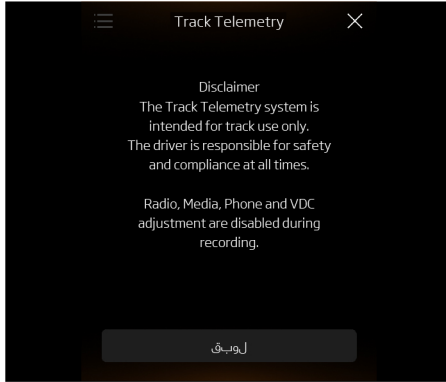 Track Telemetry
Disclaimer
The Track Telemetry system is
intended for track use only.
The driver is responsible for safety
and compliance at all times.
Radio, Media, Phone and VDC
adjustment are disabled during
recording.
لوبق